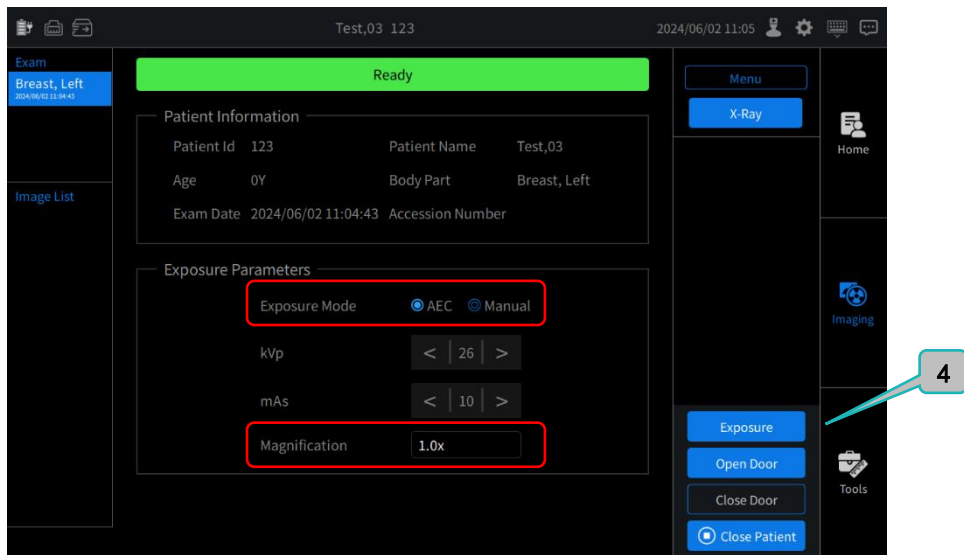 Test,03 123
2024/06/02 11:05
Exam
Breast, Left
2024/06/02 11:04:43
Image List
Ready
Patient Information
Patient Id 123 Patient Name Test,03
Age 0Y Body Part Breast, Left
Exam Date 2024/06/02 11:04:43 Accession Number
Exposure Parameters
Exposure Mode AEC Manual
kVp < 26 >
mAs < 10 >
Magnification 1.0x
Menu
X-Ray
Exposure
Open Door
Close Door
Close Patient
Home
Imaging
Tools
4